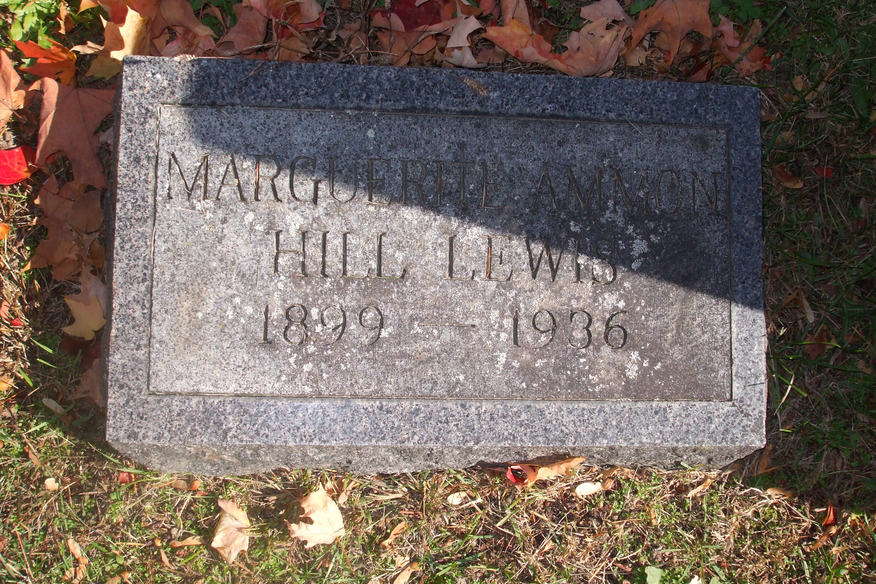 MARGUERITE AMMON
HILL LEWIS
1899 — 1936